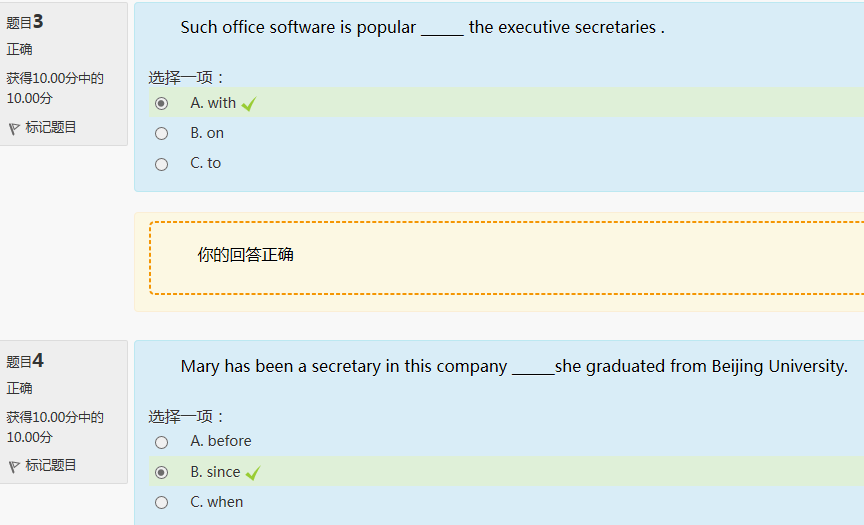 题目3
正确
获得10.00分中的
10.00分
标记题目
Such office software is popular _____ the executive secretaries .
选择一项：
A. with
B. on
C. to
你的回答正确
题目4
正确
获得10.00分中的
10.00分
标记题目
Mary has been a secretary in this company _____she graduated from Beijing University.
选择一项：
A. before
B. since
C. when